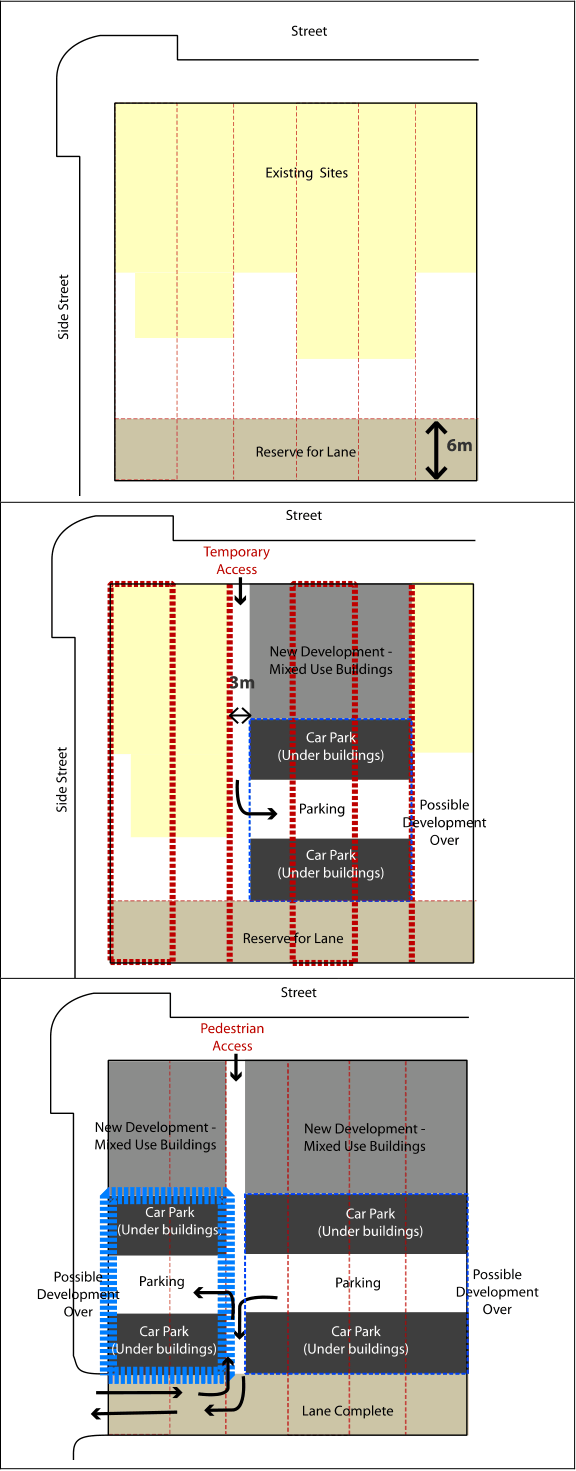 Street
Existing Sites
Side Street
Reserve for Lane
6m
Street
Temporary
Access
New Development -
Mixed Use Buildings
3m
Car Park
(Under buildings)
Side Street
Parking
Possible
Development
Over
Car Park
(Under buildings)
Reserve for Lane
Street
Pedestrian
Access
New Development -
Mixed Use Buildings
New Development -
Mixed Use Buildings
Car Park
(Under buildings)
Car Park
(Under buildings)
Possible
Development
Over
Parking
Parking
Possible
Development
Over
Car Park
(Under buildings)
Car Park
(Under buildings)
Lane Complete